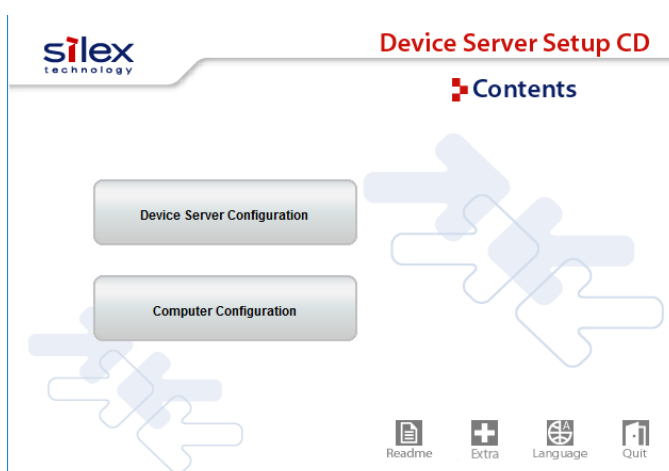 silex
technology
Device Server Setup CD
Contents
Device Server Configuration
Computer Configuration
Readme
Extra
A
Language
Quit